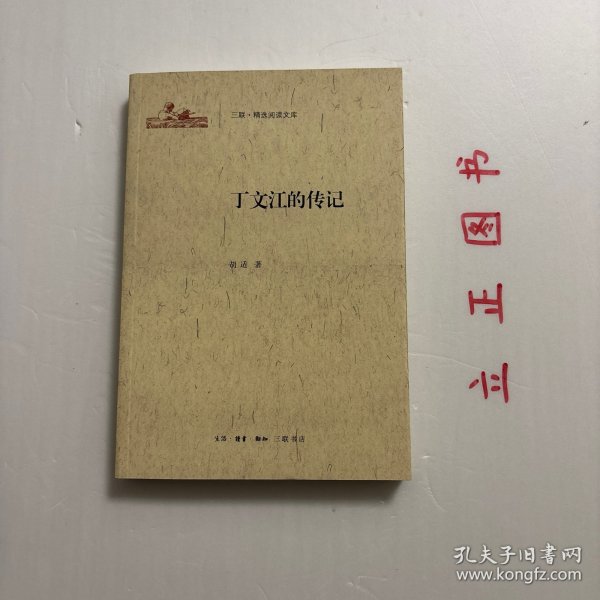 三联·精选阅读文库
丁文江的传记
胡适 著
生活·读书·新知 三联书店
立正图书
孔夫子旧书网
www.kongfz.com